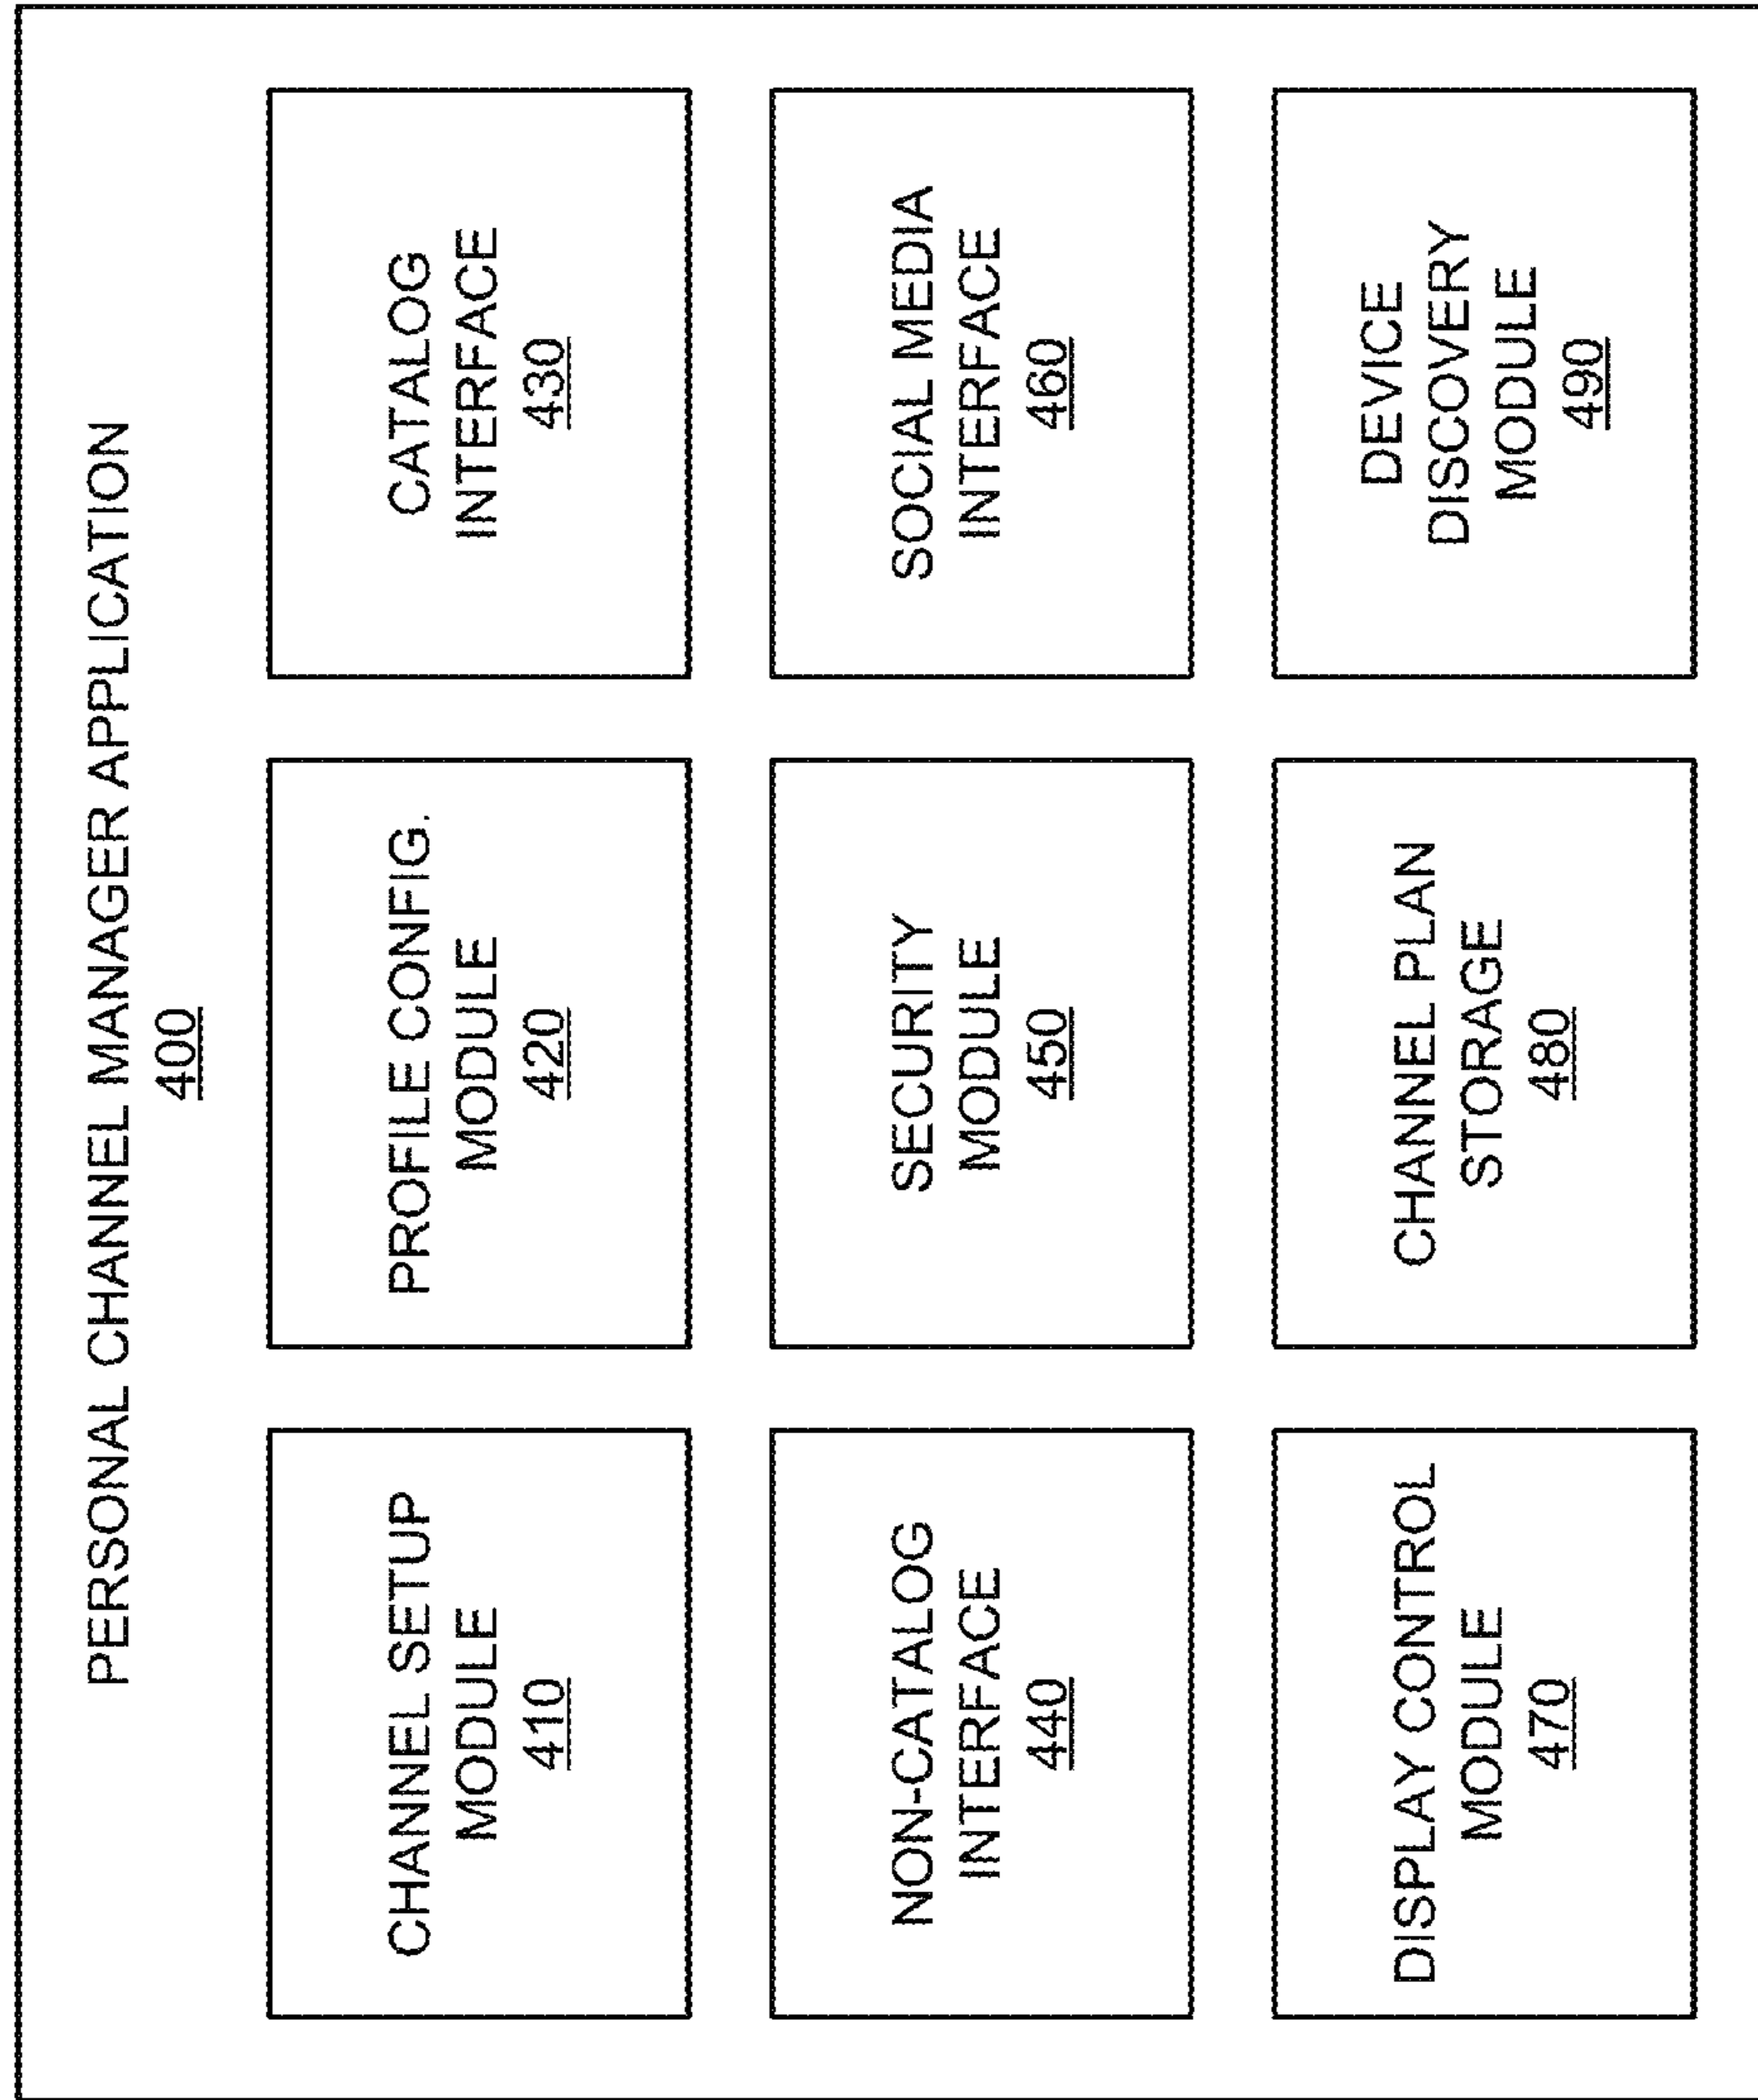 PERSONAL CHANNEL MANAGER APPLICATION
400
CHANNEL SETUP
MODULE
410
PROFILE CONFIG.
MODULE
420
CATALOG
INTERFACE
430
NON-CATALOG
INTERFACE
440
SECURITY
MODULE
450
SOCIAL MEDIA
INTERFACE
460
DISPLAY CONTROL
MODULE
470
CHANNEL PLAN
STORAGE
480
DEVICE
DISCOVERY
MODULE
490